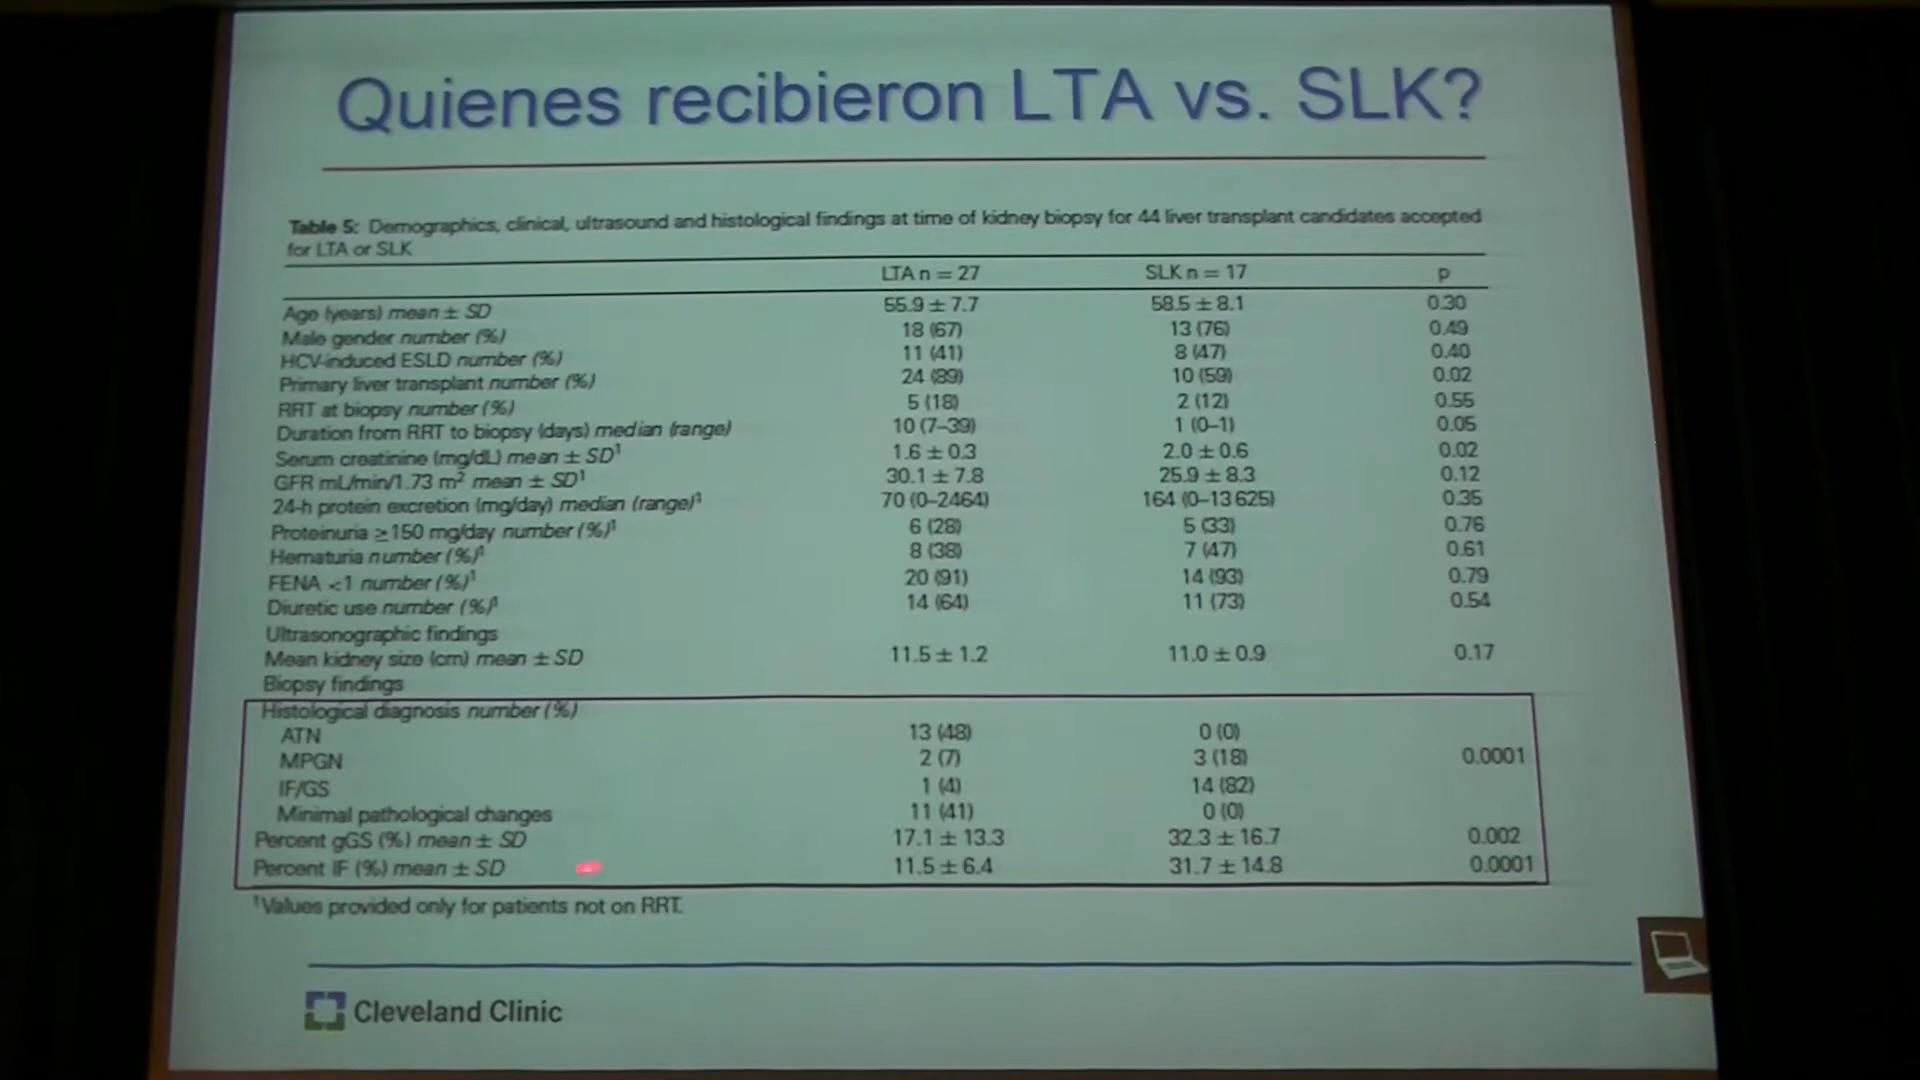 Quienes recibieron LTA vs. SLK?
Table 5: Demographics, clinical, ultrasound and histological findings at time of kidney biopsy for 44 liver transplant candidates accepted
for LTA or SLK
LTA n = 27 SLK n = 17 p
Age (years) mean ± SD 55.9 ± 7.7 58.5 ± 8.1 0.30
Male gender number (%) 18 (67) 13 (76) 0.49
HCV-induced ESLD number (%) 11 (41) 8 (47) 0.40
Primary liver transplant number (%) 24 (89) 10 (59) 0.02
RRT at biopsy number (%) 5 (18) 2 (12) 0.55
Duration from RRT to biopsy (days) median (range) 10 (7–39) 1 (0–1) 0.05
Serum creatinine (mg/dL) mean ± SD¹ 1.6 ± 0.3 2.0 ± 0.6 0.02
GFR mL/min/1.73 m² mean ± SD¹ 30.1 ± 7.8 25.9 ± 8.3 0.12
24-h protein excretion (mg/day) median (range)¹ 70 (0–2464) 164 (0–13 625) 0.35
Proteinuria ≥150 mg/day number (%)¹ 6 (28) 5 (33) 0.76
Hematuria number (%)¹ 8 (38) 7 (47) 0.61
FENA <1 number (%)¹ 20 (91) 14 (93) 0.79
Diuretic use number (%)¹ 14 (64) 11 (73) 0.54
Ultrasonographic findings
Mean kidney size (cm) mean ± SD 11.5 ± 1.2 11.0 ± 0.9 0.17
Biopsy findings
Histological diagnosis number (%)
ATN 13 (48) 0 (0)
MPGN 2 (7) 3 (18) 0.0001
IF/GS 1 (4) 14 (82)
Minimal pathological changes 11 (41) 0 (0)
Percent gGS (%) mean ± SD 17.1 ± 13.3 32.3 ± 16.7 0.002
Percent IF (%) mean ± SD 11.5 ± 6.4 31.7 ± 14.8 0.0001
¹Values provided only for patients not on RRT.
Cleveland Clinic